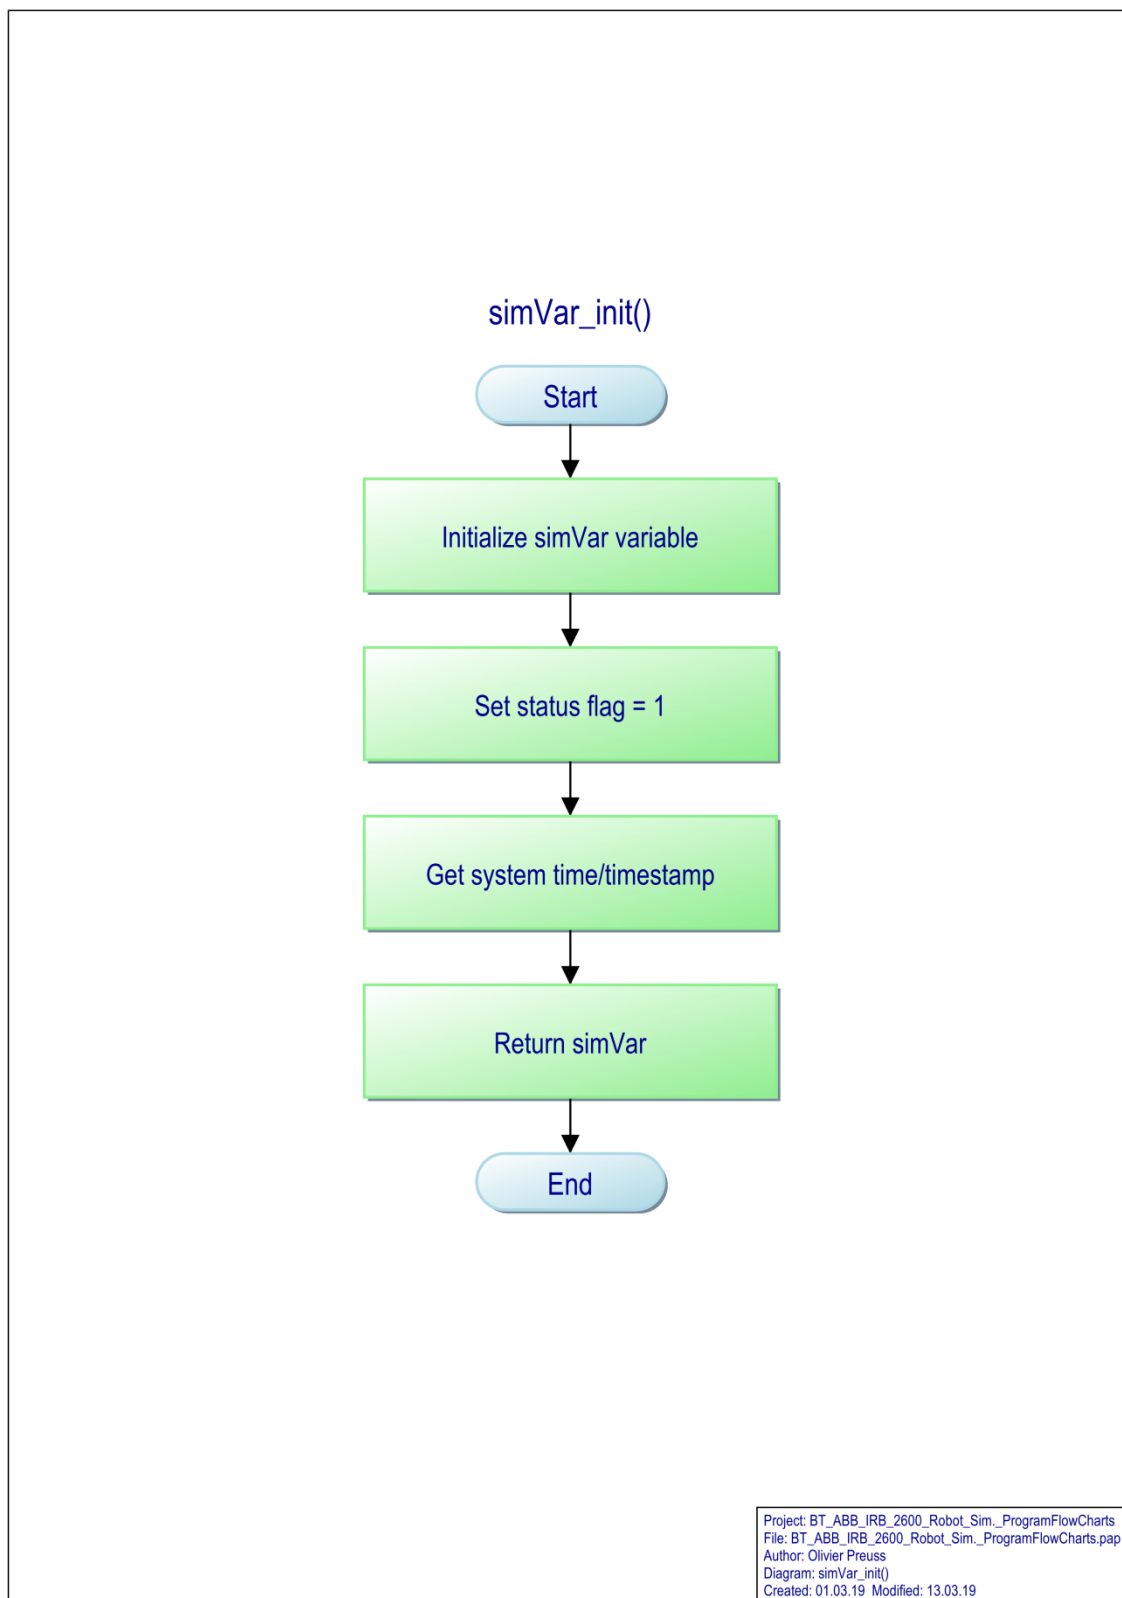 simVar_init()
Start
Initialize simVar variable
Set status flag = 1
Get system time/timestamp
Return simVar
End
Project: BT_ABB_IRB_2600_Robot_Sim._ProgramFlowCharts
File: BT_ABB_IRB_2600_Robot_Sim._ProgramFlowCharts.pap
Author: Olivier Preuss
Diagram: simVar_init()
Created: 01.03.19 Modified: 13.03.19